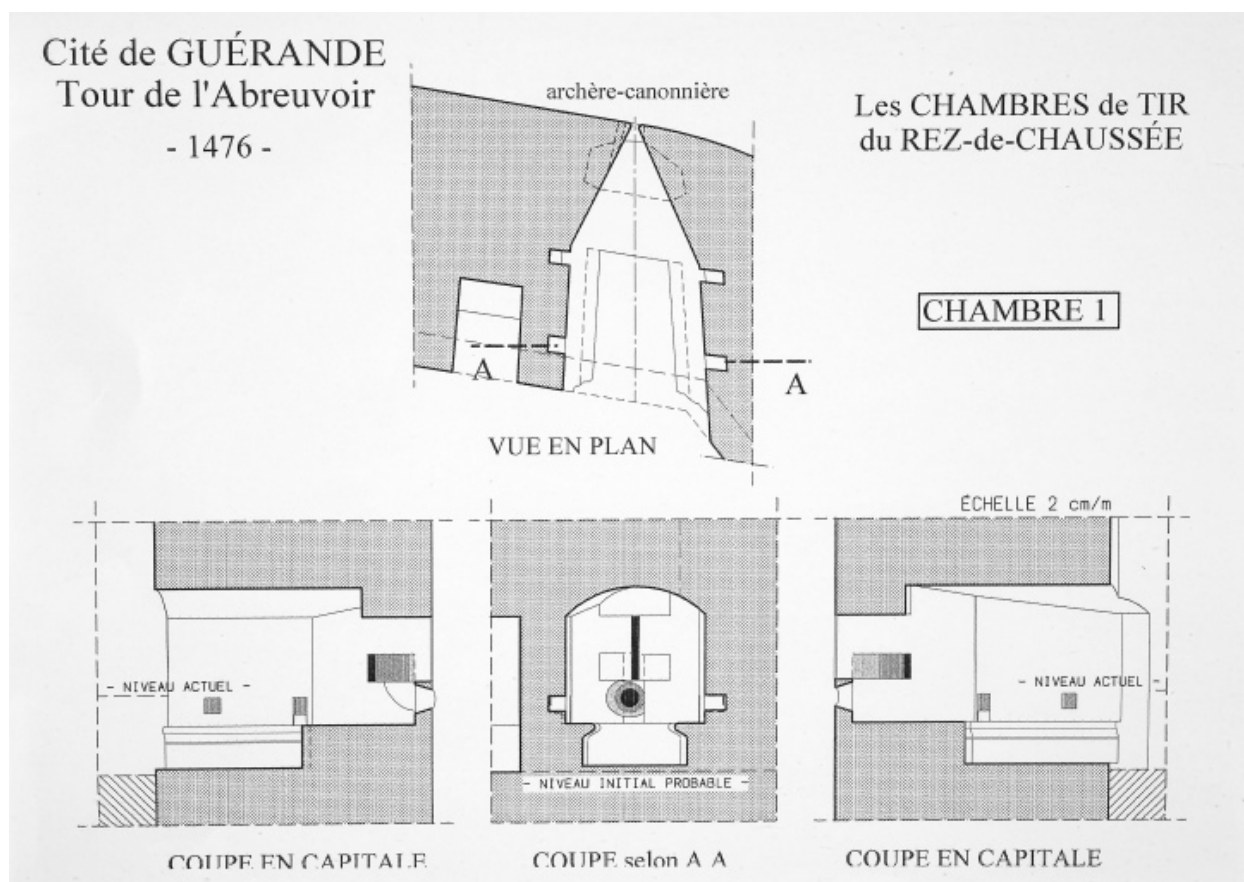 Cité de GUÉRANDE
Tour de l'Abreuvoir
- 1476 -
archère-canonnière
Les CHAMBRES de TIR
du REZ-de-CHAUSSÉE
CHAMBRE 1
A
A
VUE EN PLAN
ÉCHELLE 2 cm/m
- NIVEAU ACTUEL -
- NIVEAU ACTUEL -
- NIVEAU INITIAL PROBABLE -
COUPE EN CAPITALE
COUPE selon A A
COUPE EN CAPITALE